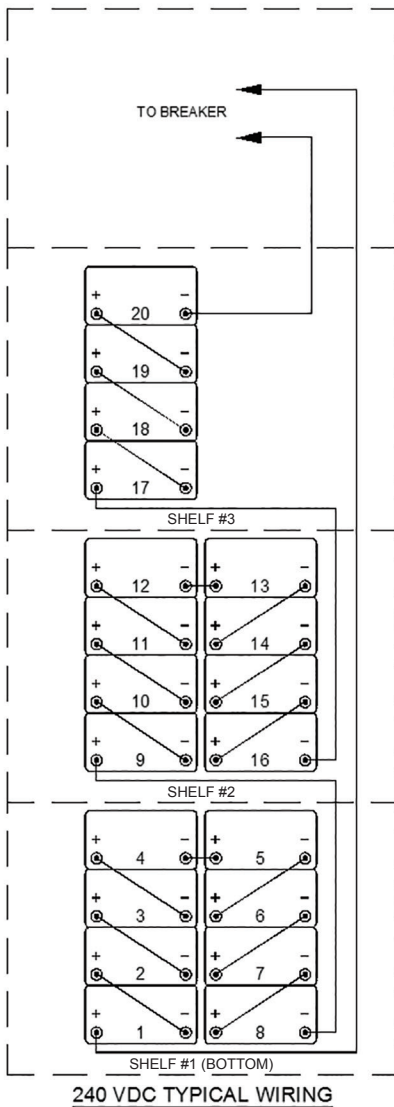 TO BREAKER
+ -
20
+
19
+
18
+
17
SHELF #3
+ - + -
12 13
+ + -
11 14
+ + -
10 15
+ + -
9 16
SHELF #2
+ - + -
4 5
+ - + -
3 6
+ - + -
2 7
+ - + -
1 8
SHELF #1 (BOTTOM)
240 VDC TYPICAL WIRING